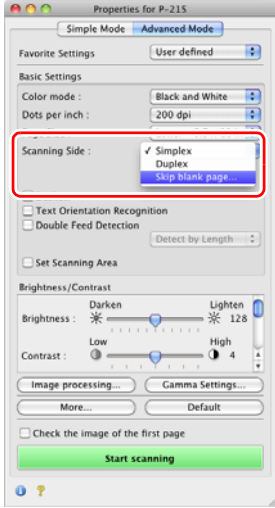 Properties for P-215
Simple Mode Advanced Mode
Favorite Settings User defined
Basic Settings
Color mode : Black and White
Dots per inch : 200 dpi
Scanning Side : ✓ Simplex
Duplex
Skip blank page...
Text Orientation Recognition
Double Feed Detection
Detect by Length
Set Scanning Area
Brightness/Contrast
Darken Lighten
Brightness : 128
Low High
Contrast : 4
Image processing... Gamma Settings...
More... Default
Check the image of the first page
Start scanning